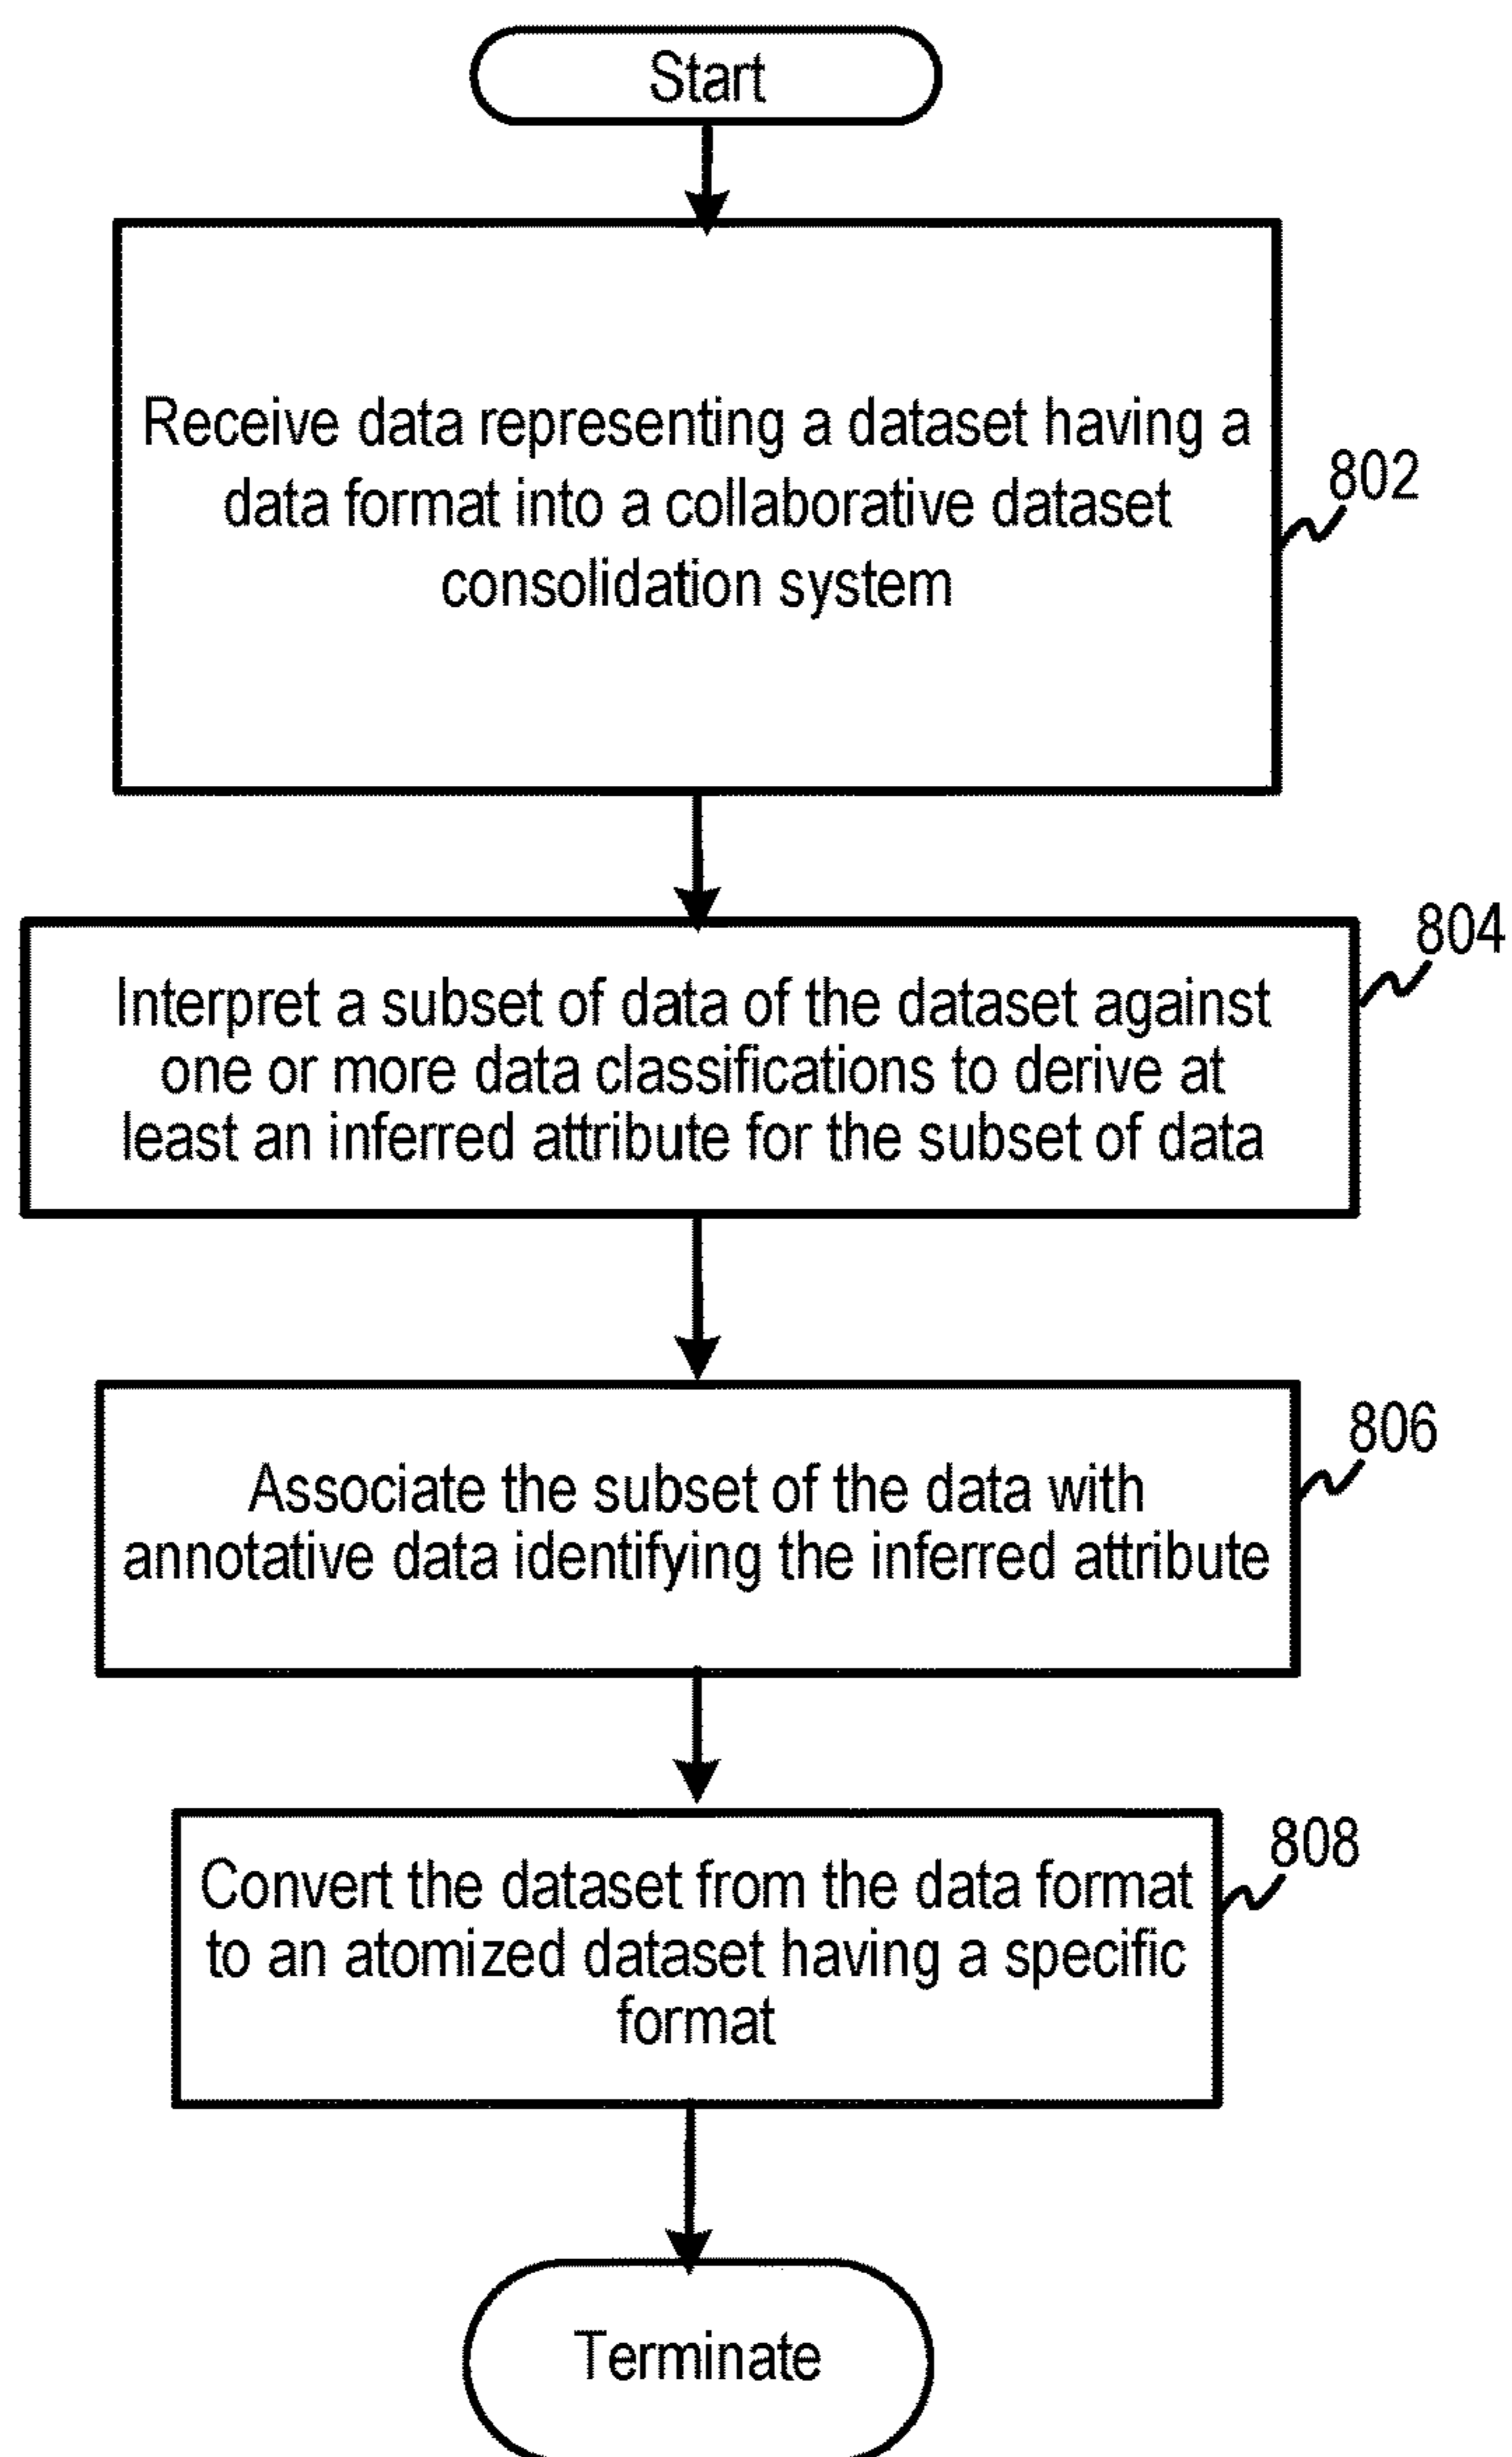 Start
Receive data representing a dataset having a
data format into a collaborative dataset
consolidation system
802
Interpret a subset of data of the dataset against
one or more data classifications to derive at
least an inferred attribute for the subset of data
804
Associate the subset of the data with
annotative data identifying the inferred attribute
806
Convert the dataset from the data format
to an atomized dataset having a specific
format
808
Terminate